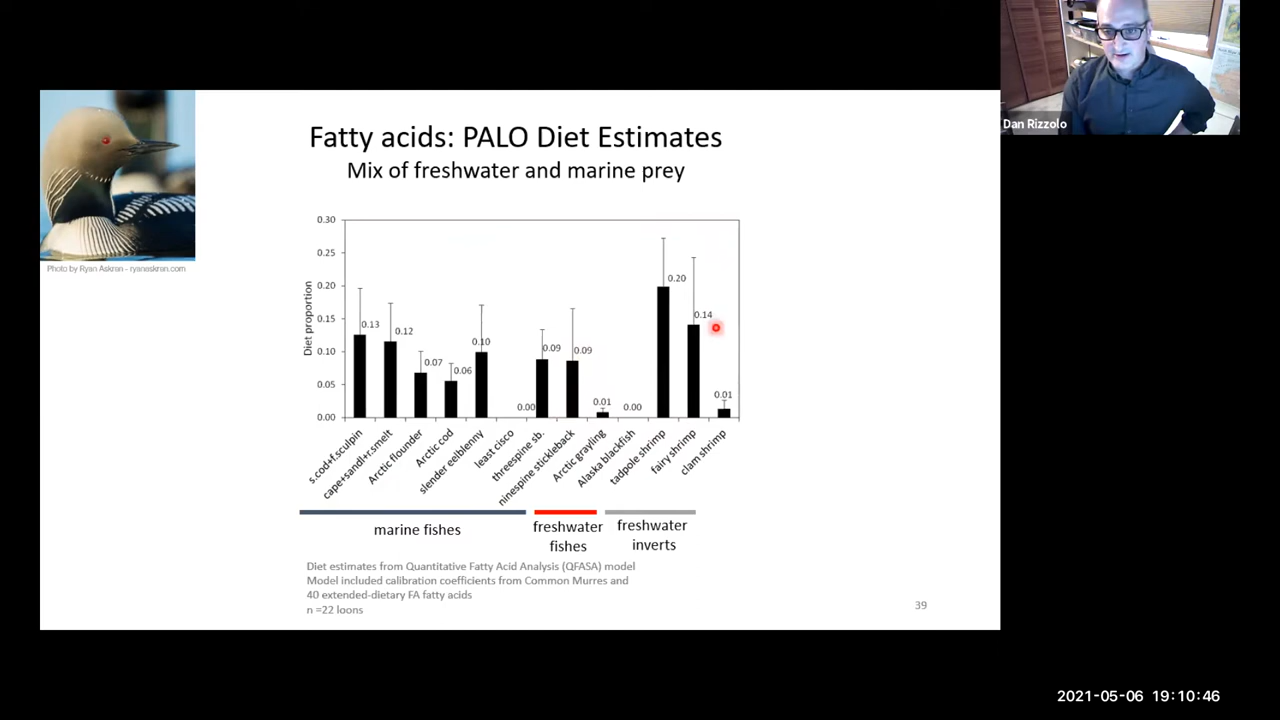 Fatty acids: PALO Diet Estimates
Mix of freshwater and marine prey
Photo by Ryan Askren - ryanaskren.com
Dan Rizzolo
Diet proportion
0.30
0.25
0.20
0.15
0.10
0.05
0.00
0.13
0.12
0.07
0.06
0.10
0.00
0.09
0.09
0.01
0.00
0.20
0.14
0.01
s.cod+f.sculpin
cape+sandl+r.smelt
Arctic flounder
Arctic cod
slender eelblenny
least cisco
threespine sb.
ninespine stickleback
Arctic grayling
Alaska blackfish
tadpole shrimp
fairy shrimp
clam shrimp
marine fishes
freshwater
fishes
freshwater
inverts
Diet estimates from Quantitative Fatty Acid Analysis (QFASA) model
Model included calibration coefficients from Common Murres and
40 extended-dietary FA fatty acids
n =22 loons
39
2021-05-06 19:10:46